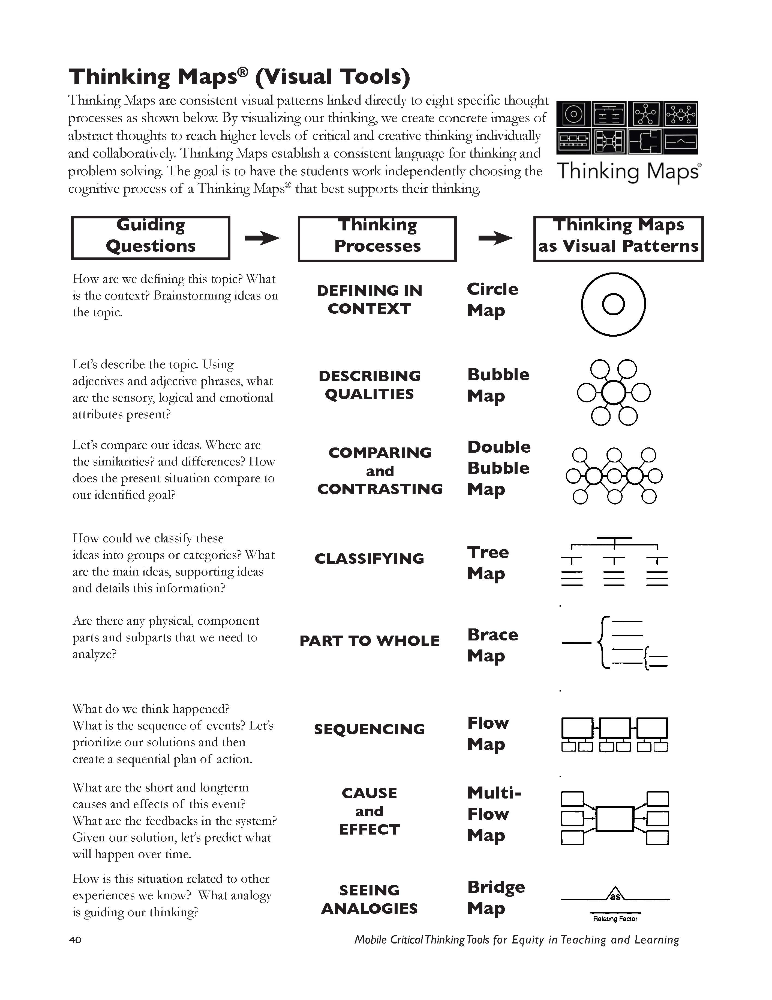 Thinking Maps® (Visual Tools)
Thinking Maps are consistent visual patterns linked directly to eight specific thought
processes as shown below. By visualizing our thinking, we create concrete images of
abstract thoughts to reach higher levels of critical and creative thinking individually
and collaboratively. Thinking Maps establish a consistent language for thinking and
problem solving. The goal is to have the students work independently choosing the
cognitive process of a Thinking Maps® that best supports their thinking.
Thinking Maps®
Guiding
Questions
Thinking
Processes
Thinking Maps
as Visual Patterns
How are we defining this topic? What
is the context? Brainstorming ideas on
the topic.
DEFINING IN
CONTEXT
Circle
Map
Let's describe the topic. Using
adjectives and adjective phrases, what
are the sensory, logical and emotional
attributes present?
DESCRIBING
QUALITIES
Bubble
Map
Let's compare our ideas. Where are
the similarities? and differences? How
does the present situation compare to
our identified goal?
COMPARING
and
CONTRASTING
Double
Bubble
Map
How could we classify these
ideas into groups or categories? What
are the main ideas, supporting ideas
and details this information?
CLASSIFYING
Tree
Map
Are there any physical, component
parts and subparts that we need to
analyze?
PART TO WHOLE
Brace
Map
What do we think happened?
What is the sequence of events? Let's
prioritize our solutions and then
create a sequential plan of action.
SEQUENCING
Flow
Map
What are the short and longterm
causes and effects of this event?
What are the feedbacks in the system?
Given our solution, let's predict what
will happen over time.
CAUSE
and
EFFECT
Multi-
Flow
Map
How is this situation related to other
experiences we know? What analogy
is guiding our thinking?
SEEING
ANALOGIES
Bridge
Map
as
Relating Factor
40
Mobile Critical Thinking Tools for Equity in Teaching and Learning